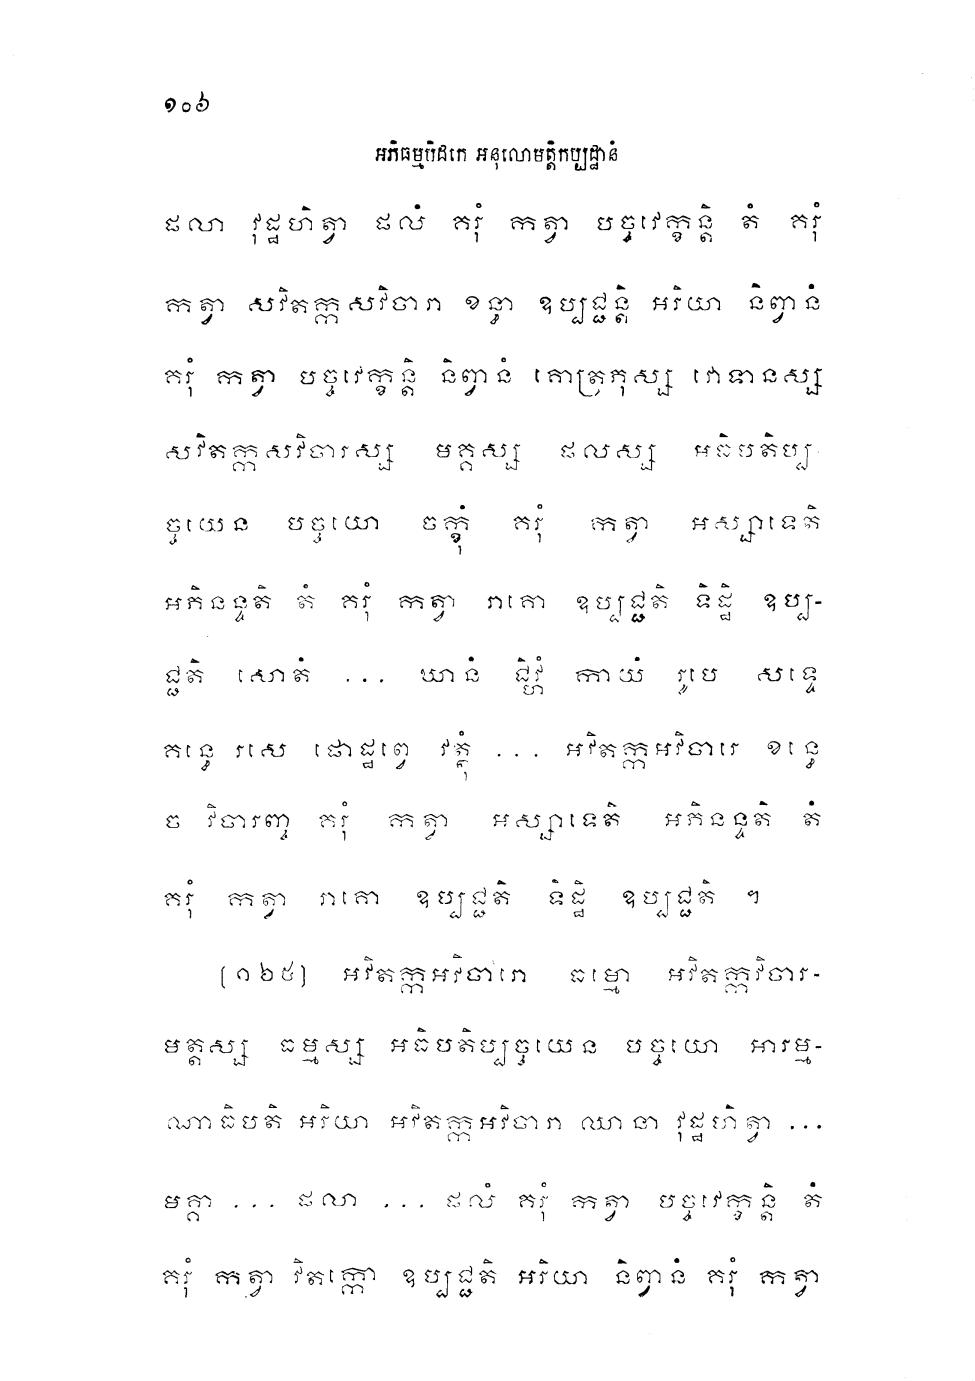 ១០៦
អភិធម្មបិដកេ អនុលោមត្តិកប្បដ្ឋានំ
ផលា វុដ្ឋហិត្វា ផលំ គរុំ កត្វា បច្ចវេក្ខន្តិ តំ គរុំ
កត្វា សវិតក្កសវិចារា ខន្ធា ឧប្បជ្ជន្តិ អរិយា និព្វានំ
គរុំ កត្វា បច្ចវេក្ខន្តិ និព្វានំ គោត្រភុស្ស វោទានស្ស
សវិតក្កសវិចារស្ស មគ្គស្ស ផលស្ស អធិបតិប្ប-
ច្ចយេន បច្ចយោ ចក្ខុំ គរុំ កត្វា អស្សាទេតិ
អភិនន្ទតិ តំ គរុំ កត្វា រាគោ ឧប្បជ្ជតិ ទិដ្ឋិ ឧប្ប-
ជ្ជតិ សោតំ ... ឃានំ ជិវ្ហំ កាយំ រូបេ សទ្ទេ
គន្ធេ រសេ ផោដ្ឋព្វេ វត្ថុំ ... អវិតក្កអវិចារេ ខន្ធេ
ច វិចារញ្ច គរុំ កត្វា អស្សាទេតិ អភិនន្ទតិ តំ
គរុំ កត្វា រាគោ ឧប្បជ្ជតិ ទិដ្ឋិ ឧប្បជ្ជតិ ។
(១២៥) អវិតក្កអវិចារោ ធម្មោ អវិតក្កវិចារ-
មត្តស្ស ធម្មស្ស អធិបតិប្បច្ចយេន បច្ចយោ អារម្ម-
ណាធិបតិ អរិយា អវិតក្កអវិចារា ឈានា វុដ្ឋហិត្វា ...
មគ្គា ... ផលា ... ផលំ គរុំ កត្វា បច្ចវេក្ខន្តិ តំ
គរុំ កត្វា វិតក្កោ ឧប្បជ្ជតិ អរិយា និព្វានំ គរុំ កត្វា